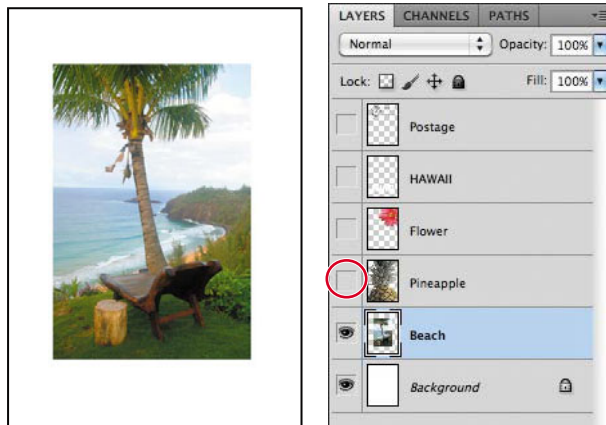 LAYERS CHANNELS PATHS
Normal Opacity: 100%
Lock: Fill: 100%
Postage
HAWAII
Flower
Pineapple
Beach
Background